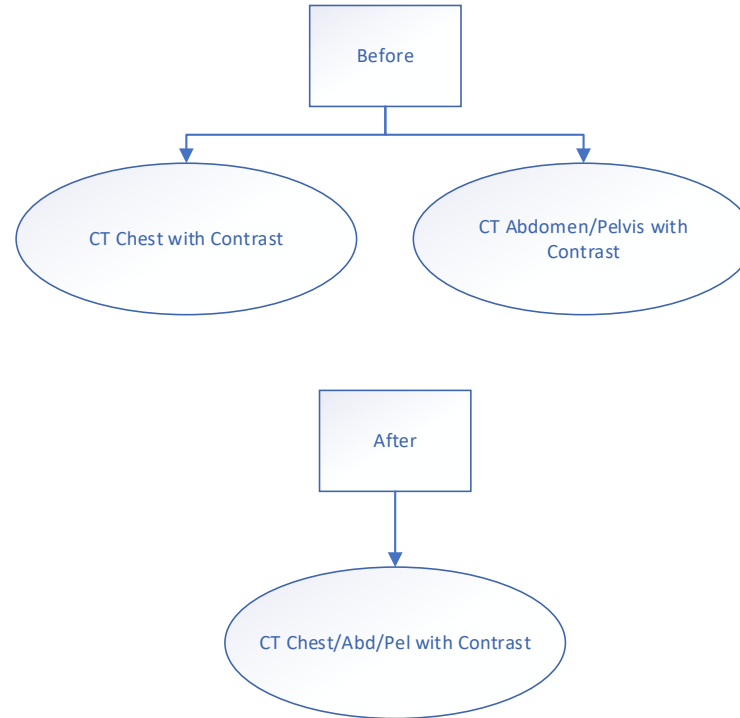 Before
CT Chest with Contrast
CT Abdomen/Pelvis with
Contrast
After
CT Chest/Abd/Pel with Contrast